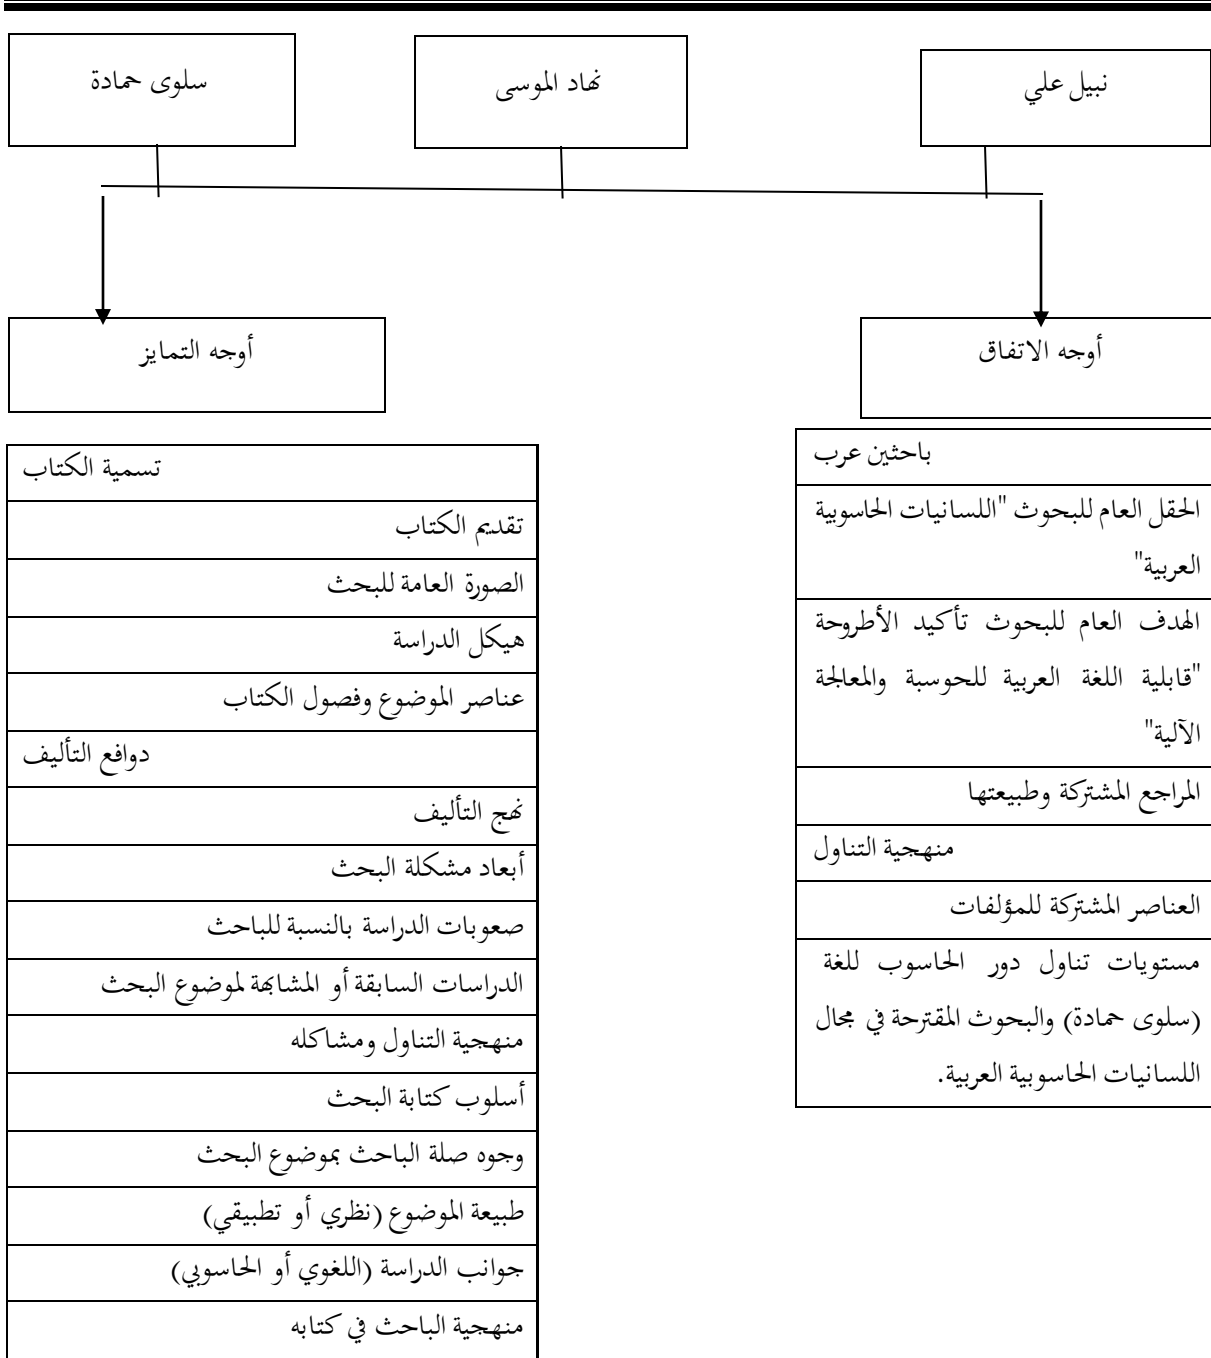 نبيل علي
نهاد الموسى
سلوى حمادة
أوجه الاتفاق
أوجه التمايز
باحثين عرب
الحقل العام للبحوث "اللسانيات الحاسوبية
العربية"
الهدف العام للبحوث تأكيد الأطروحة
"قابلية اللغة العربية للحوسبة والمعالجة
الآلية"
المراجع المشتركة وطبيعتها
منهجية التناول
العناصر المشتركة للمؤلفات
مستويات تناول دور الحاسوب للغة
(سلوى حمادة) والبحوث المقترحة في مجال
اللسانيات الحاسوبية العربية.
تسمية الكتاب
تقديم الكتاب
الصورة العامة للبحث
هيكل الدراسة
عناصر الموضوع وفصول الكتاب
دوافع التأليف
نهج التأليف
أبعاد مشكلة البحث
صعوبات الدراسة بالنسبة للباحث
الدراسات السابقة أو المشابهة لموضوع البحث
منهجية التناول ومشاكله
أسلوب كتابة البحث
وجوه صلة الباحث بموضوع البحث
طبيعة الموضوع (نظري أو تطبيقي)
جوانب الدراسة (اللغوي أو الحاسوبي)
منهجية الباحث في كتابه